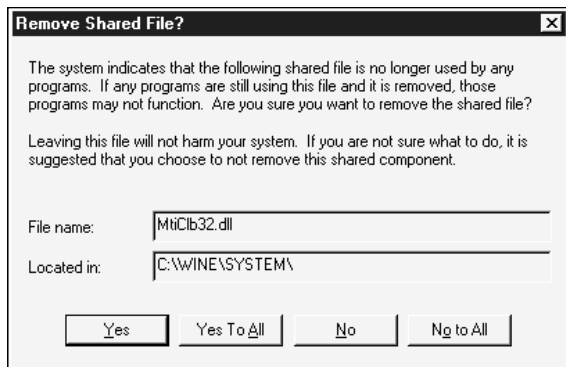 Remove Shared File?
The system indicates that the following shared file is no longer used by any
programs. If any programs are still using this file and it is removed, those
programs may not function. Are you sure you want to remove the shared file?
Leaving this file will not harm your system. If you are not sure what to do, it is
suggested that you choose to not remove this shared component.
File name: MtiClb32.dll
Located in: C:\WINE\SYSTEM\
Yes Yes To All No No to All